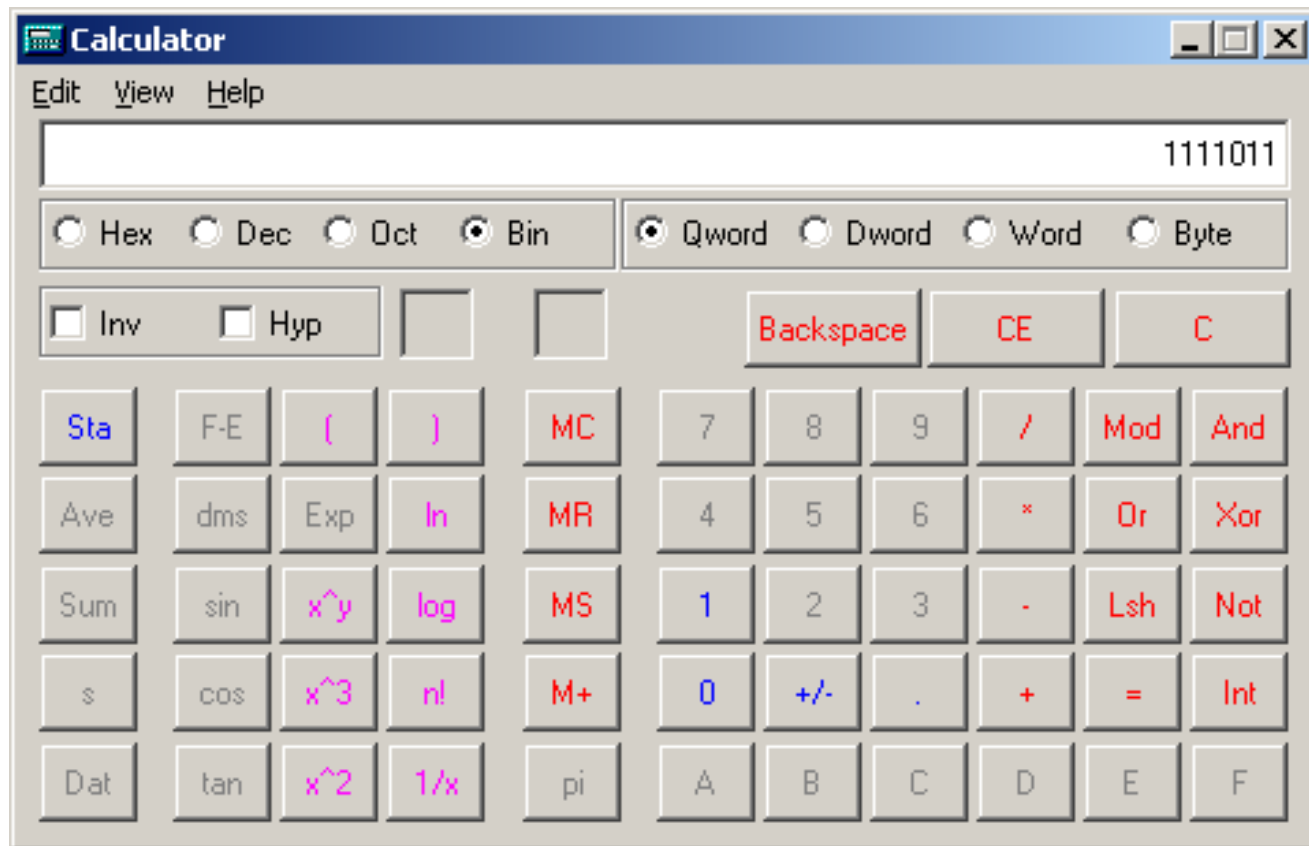 Calculator
Edit View Help
1111011
Hex Dec Oct Bin Qword Dword Word Byte
Inv Hyp Backspace CE C
Sta F-E ( ) MC 7 8 9 / Mod And
Ave dms Exp ln MR 4 5 6 * Or Xor
Sum sin x^y log MS 1 2 3 - Lsh Not
s cos x^3 n! M+ 0 +/- . + = Int
Dat tan x^2 1/x pi A B C D E F